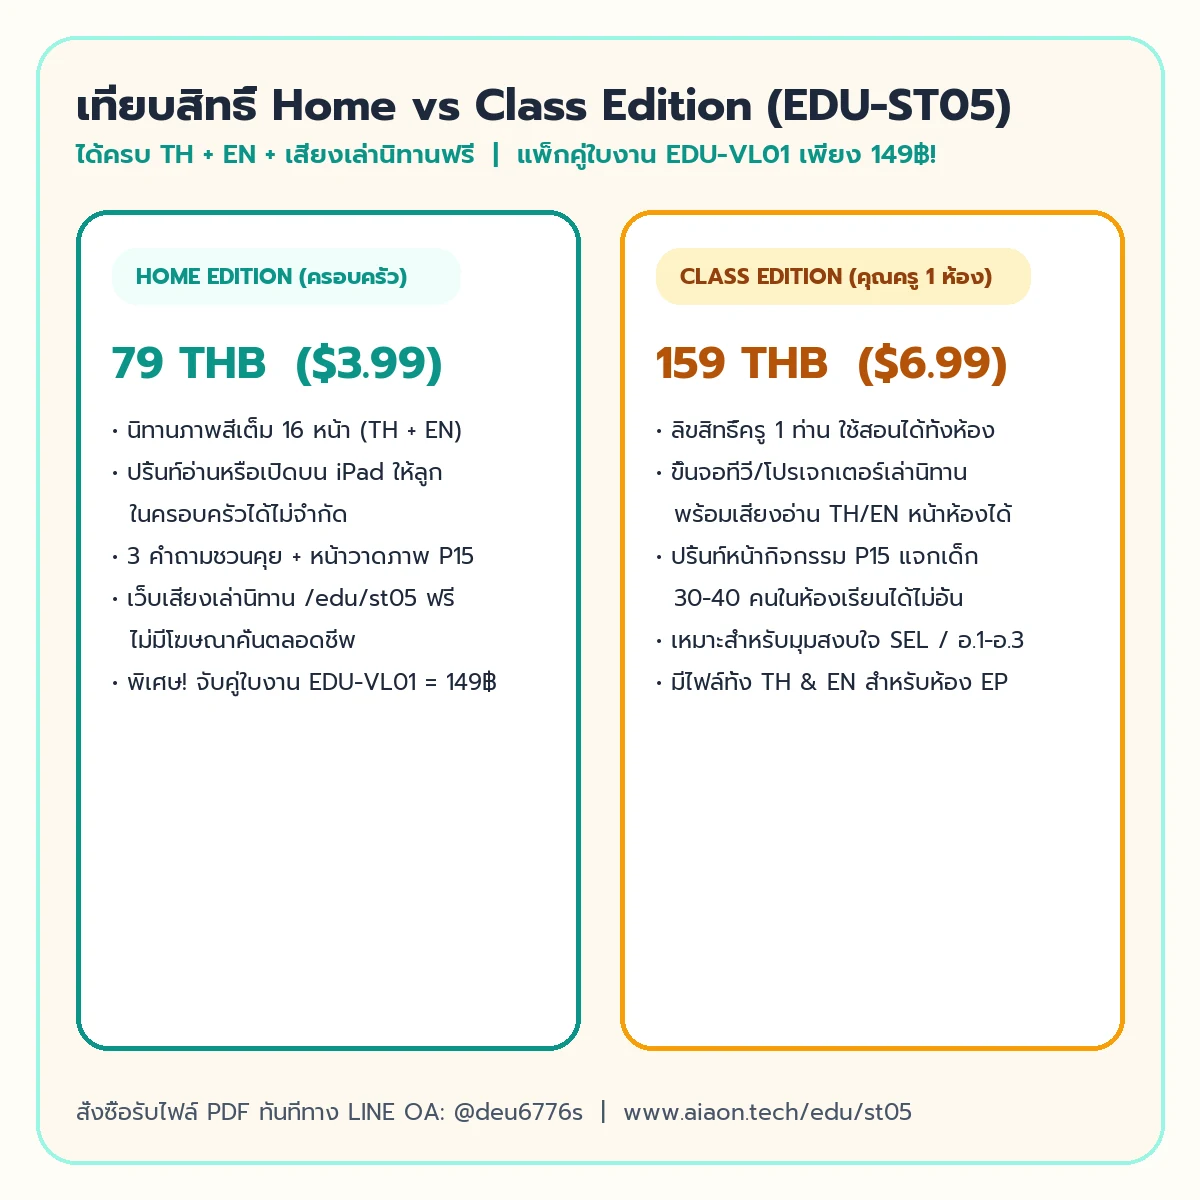 เทียบสิทธิ์ Home vs Class Edition (EDU-ST05)
ได้ครบ TH + EN + เสียงเล่านิทานฟรี | แพ็กคู่ใบงาน EDU-VL01 เพียง 149฿!
HOME EDITION (ครอบครัว)
79 THB ($3.99)
• นิทานภาพสีเต็ม 16 หน้า (TH + EN)
• ปริ้นท์อ่านหรือเปิดบน iPad ให้ลูก
ในครอบครัวได้ไม่จำกัด
• 3 คำถามชวนคุย + หน้าวาดภาพ P15
• เว็บเสียงเล่านิทาน /edu/st05 ฟรี
ไม่มีโฆษณาคั่นตลอดชีพ
• พิเศษ! จับคู่ใบงาน EDU-VL01 = 149฿
CLASS EDITION (คุณครู 1 ห้อง)
159 THB ($6.99)
• ลิขสิทธิ์ครู 1 ท่าน ใช้สอนได้ทั้งห้อง
• ขึ้นจอทีวี/โปรเจกเตอร์เล่านิทาน
พร้อมเสียงอ่าน TH/EN หน้าห้องได้
• ปริ้นท์หน้ากิจกรรม P15 แจกเด็ก
30-40 คนในห้องเรียนได้ไม่อั้น
• เหมาะสำหรับมุมสงบใจ SEL / อ.1-อ.3
• มีไฟล์ทั้ง TH & EN สำหรับห้อง EP
สั่งซื้อรับไฟล์ PDF ทันทีทาง LINE OA: @deu6776s | www.aiaon.tech/edu/st05